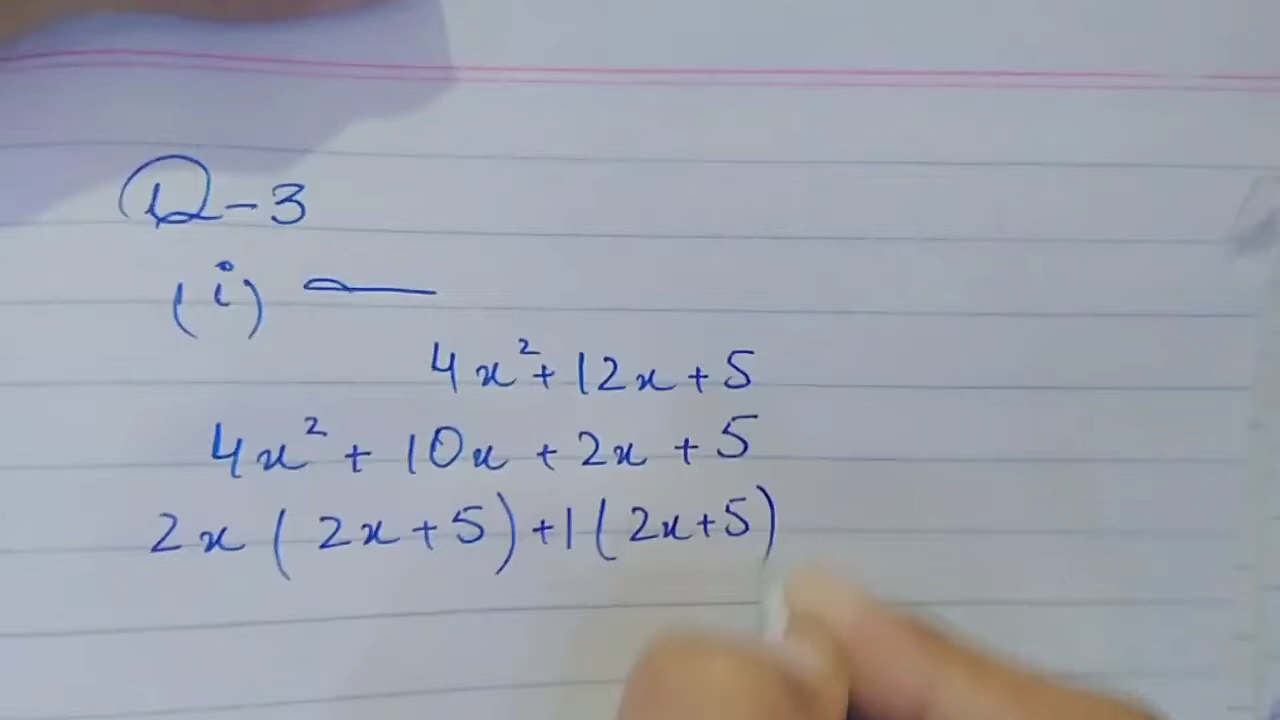 Q-3
(i) —
4x² + 12x + 5
4x² + 10x + 2x + 5
2x ( 2x + 5 ) + 1 ( 2x + 5 )